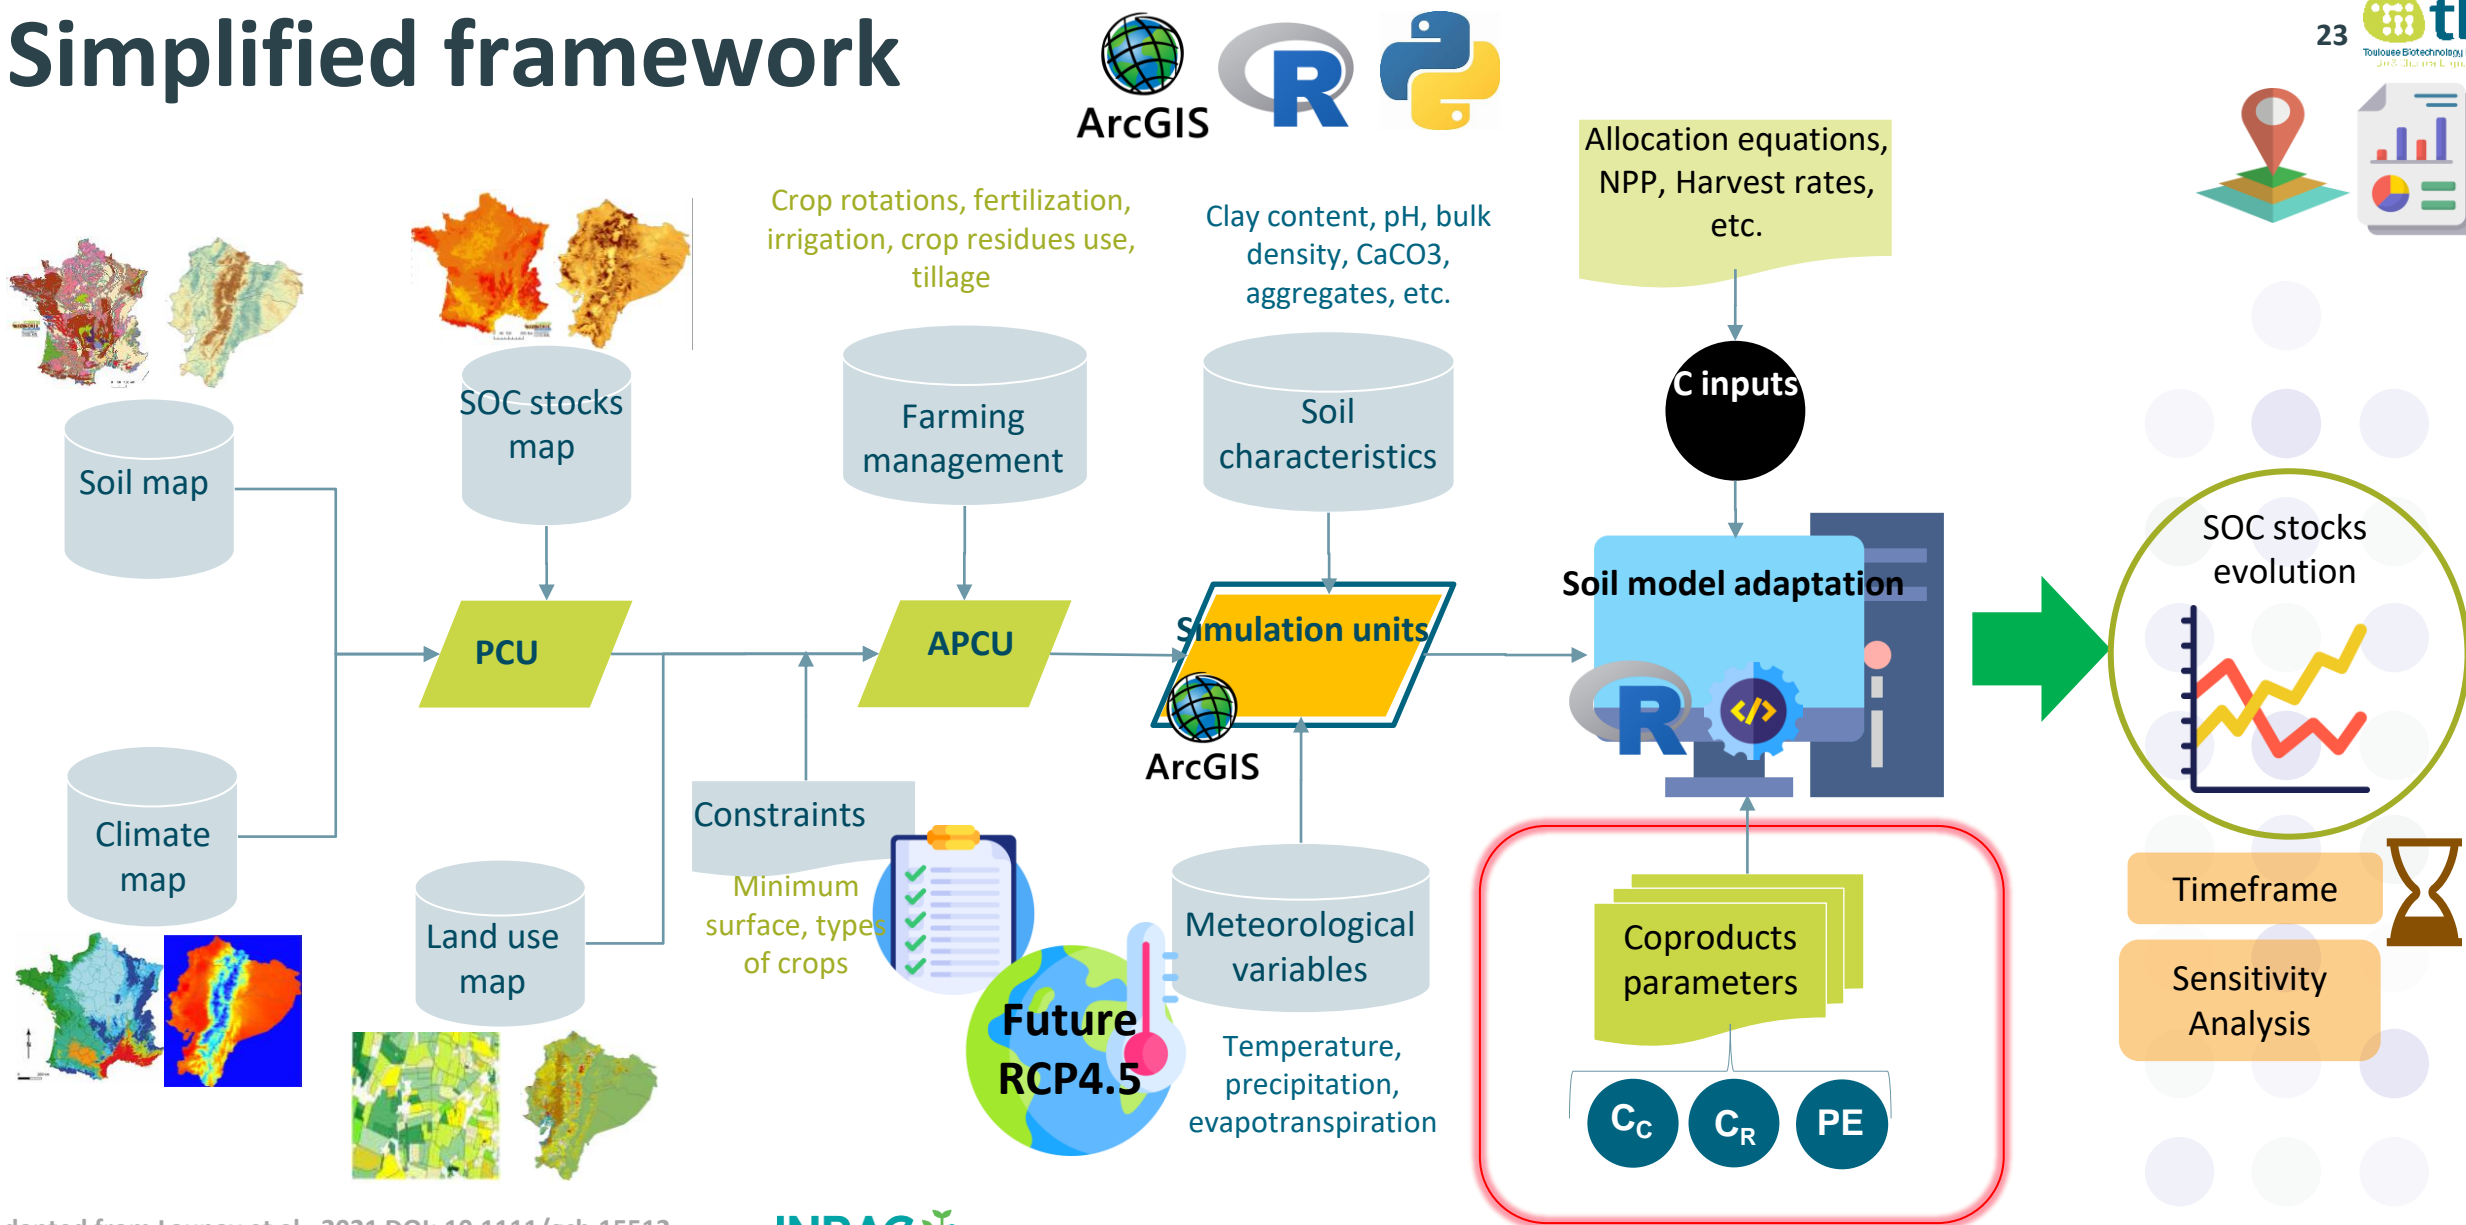 Simplified framework
ArcGIS
R
23
Toulouse Biotechnology
Allocation equations,
NPP, Harvest rates,
etc.
Crop rotations, fertilization,
irrigation, crop residues use,
tillage
Clay content, pH, bulk
density, CaCO3,
aggregates, etc.
C inputs
SOC stocks
map
Farming
management
Soil
characteristics
Soil map
SOC stocks
evolution
Soil model adaptation
PCU
APCU
Simulation units
R
</>
ArcGIS
Constraints
Climate
map
Minimum
surface, types
of crops
Timeframe
Land use
map
Meteorological
variables
Coproducts
parameters
Sensitivity
Analysis
Future
RCP4.5
Temperature,
precipitation,
evapotranspiration
CC
CR
PE